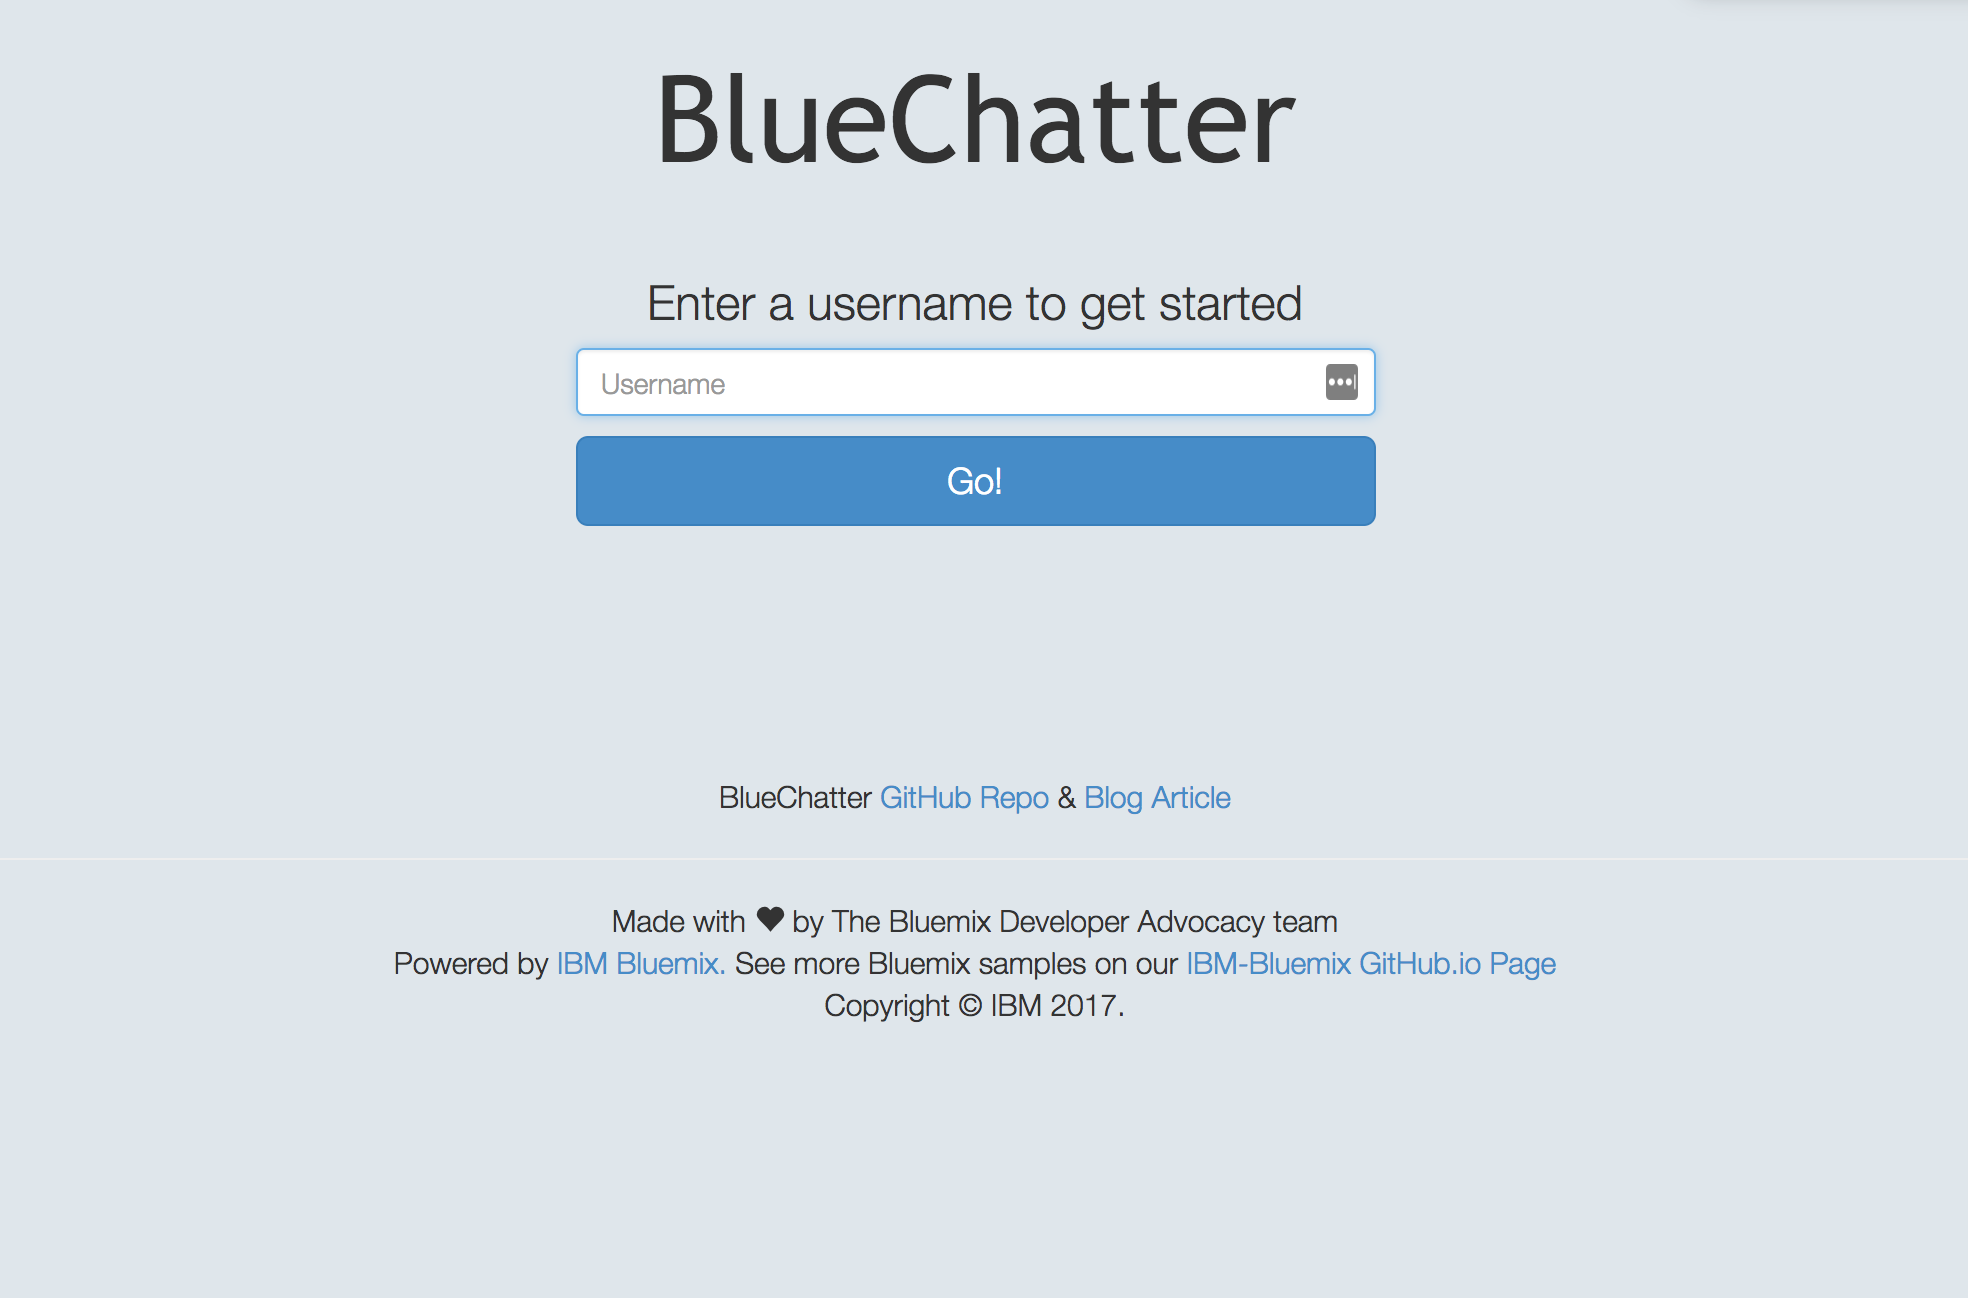 BlueChatter
Enter a username to get started
Username
Go!
BlueChatter GitHub Repo & Blog Article
Made with ♥ by The Bluemix Developer Advocacy team
Powered by IBM Bluemix. See more Bluemix samples on our IBM-Bluemix GitHub.io Page
Copyright © IBM 2017.